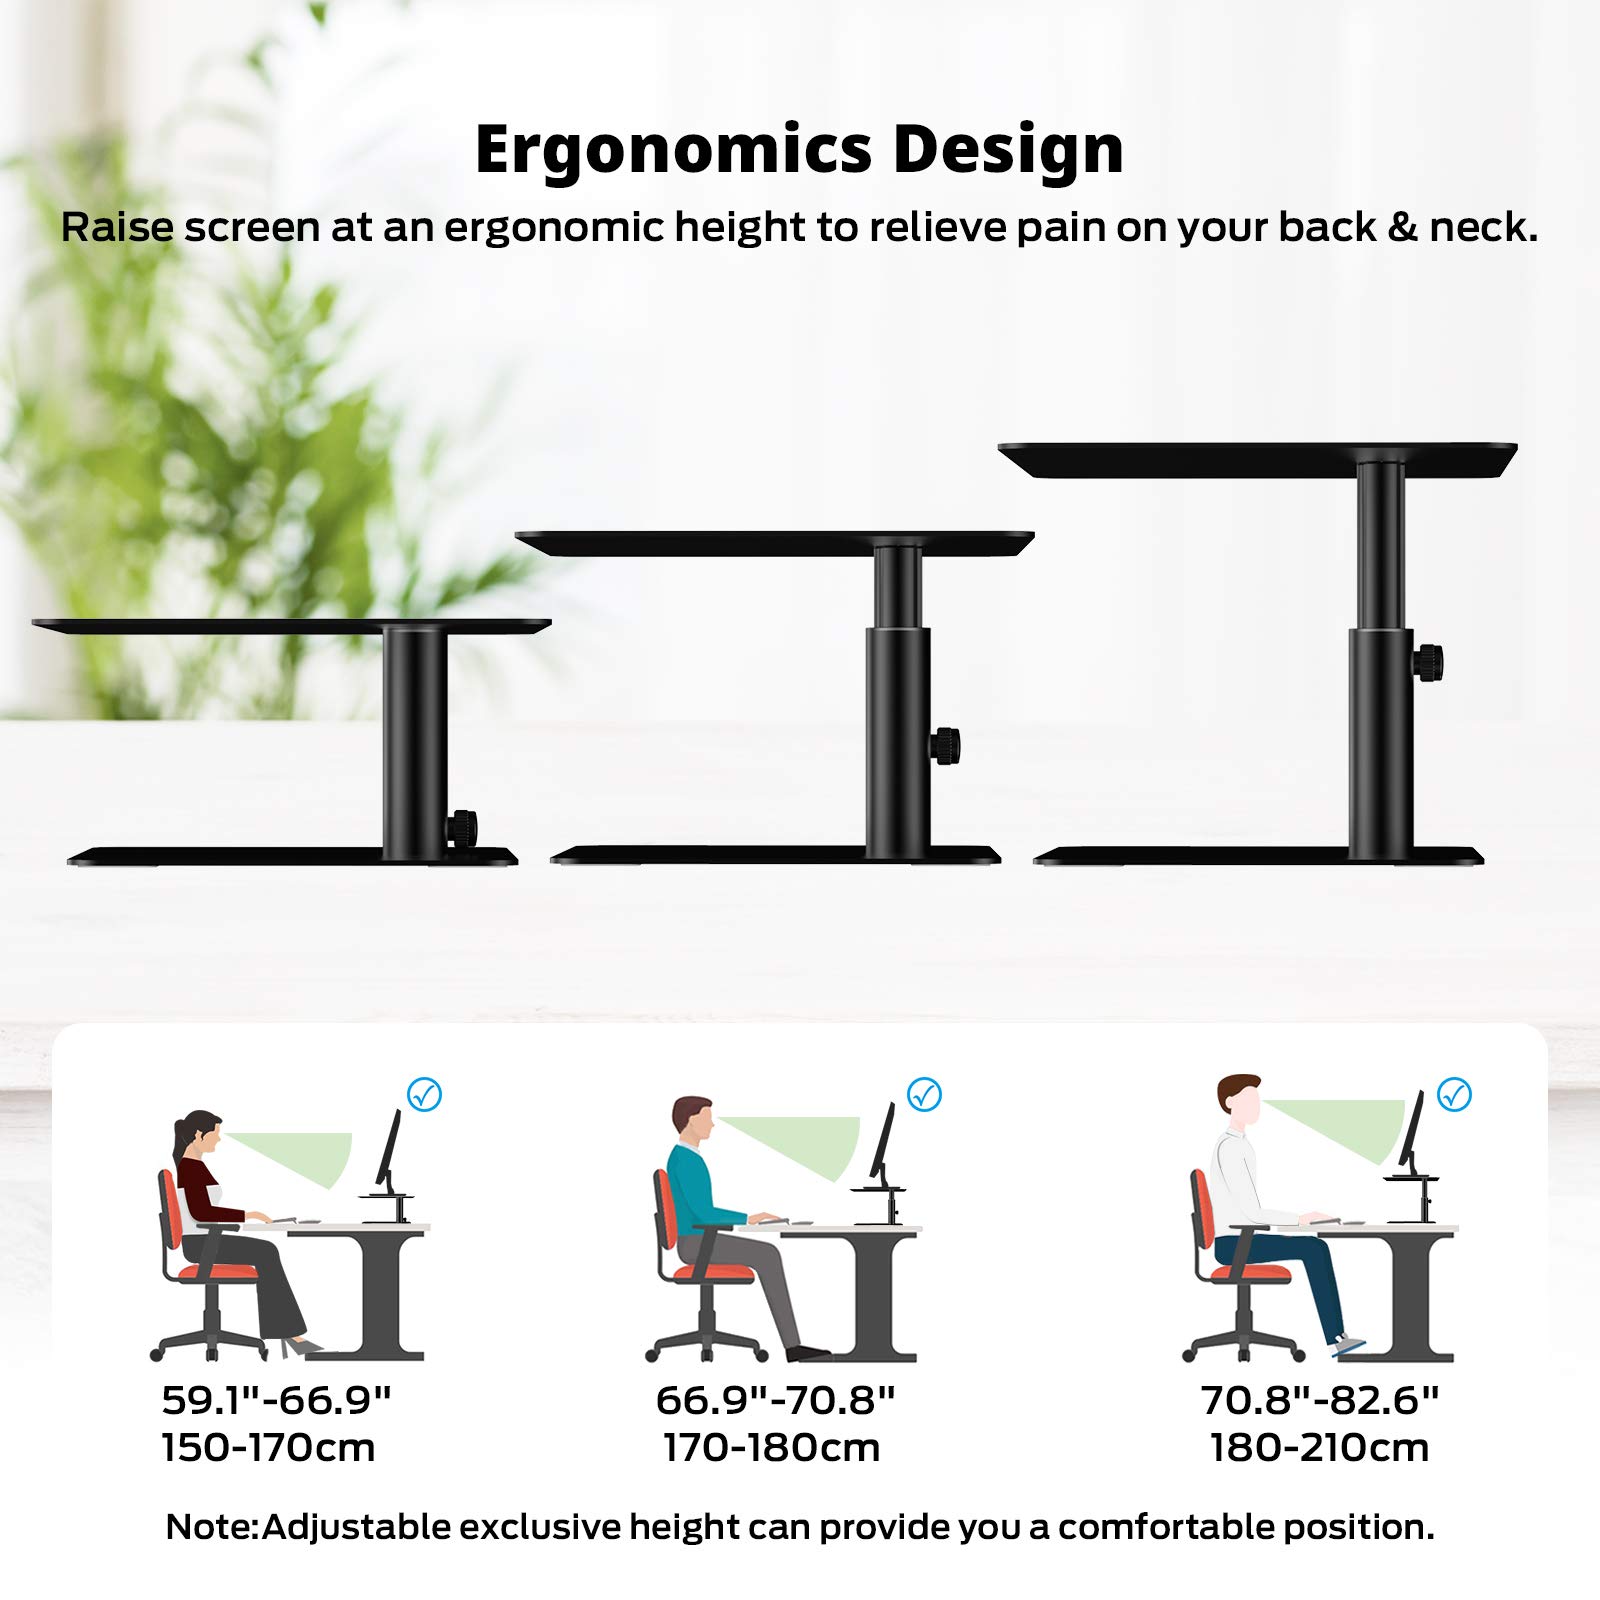 Ergonomics Design
Raise screen at an ergonomic height to relieve pain on your back & neck.
59.1"-66.9"
150-170cm
66.9"-70.8"
170-180cm
70.8"-82.6"
180-210cm
Note:Adjustable exclusive height can provide you a comfortable position.